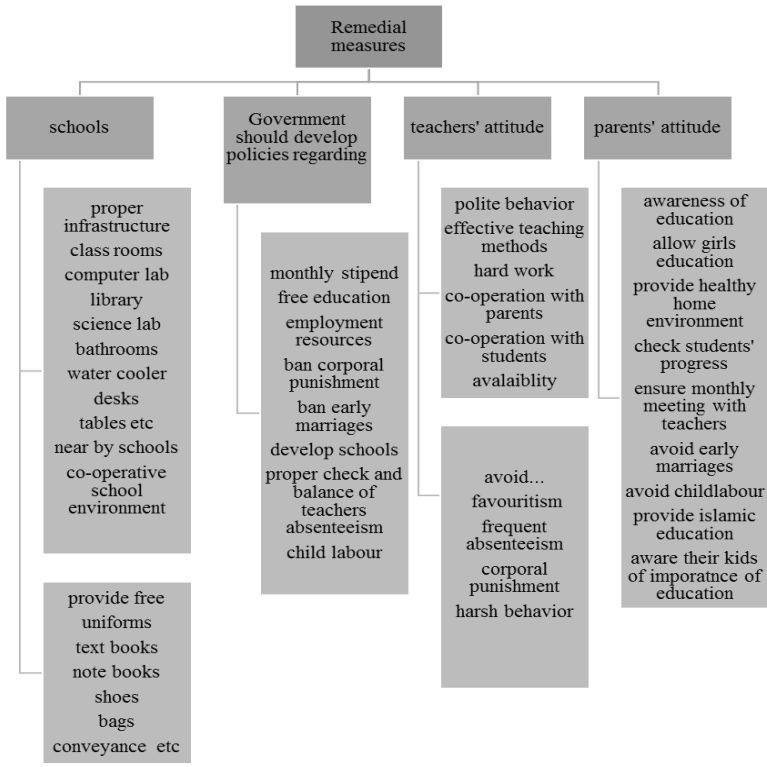 Remedial
measures
schools
proper
infrastructure
class rooms
computer lab
library
science lab
bathrooms
water cooler
desks
tables etc
near by schools
co-operative
school
environment
provide free
uniforms
text books
note books
shoes
bags
conveyance etc
Government
should develop
policies regarding
monthly stipend
free education
employment
resources
ban corporal
punishment
ban early
marriages
develop schools
proper check and
balance of
teachers
absenteeism
child labour
teachers' attitude
polite behavior
effective teaching
methods
hard work
co-operation with
parents
co-operation with
students
avalaiblity
avoid…
favouritism
frequent
absenteeism
corporal
punishment
harsh behavior
parents' attitude
awareness of
education
allow girls
education
provide healthy
home
environment
check students'
progress
ensure monthly
meeting with
teachers
avoid early
marriages
avoid childlabour
provide islamic
education
aware their kids
of imporatnce of
education